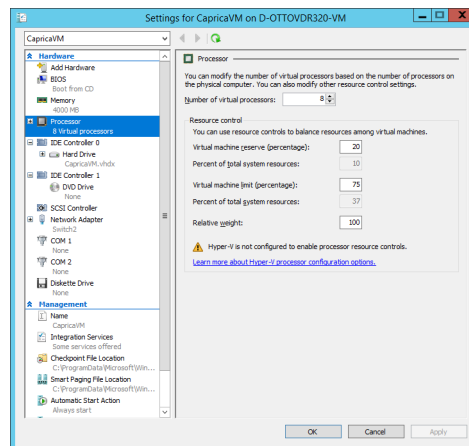 Settings for CapricaVM on D-OTTOVDR320-VM
CapricaVM
Hardware
Add Hardware
BIOS
Boot from CD
Memory
4000 MB
Processor
8 Virtual processors
IDE Controller 0
Hard Drive
CapricaVM.vhdx
IDE Controller 1
DVD Drive
None
SCSI Controller
Network Adapter
Switch2
COM 1
None
COM 2
None
Diskette Drive
None
Management
Name
CapricaVM
Integration Services
Some services offered
Checkpoint File Location
C:\ProgramData\Microsoft\Win...
Smart Paging File Location
C:\ProgramData\Microsoft\Win...
Automatic Start Action
Always start
Processor
You can modify the number of virtual processors based on the number of processors on
the physical computer. You can also modify other resource control settings.
Number of virtual processors: 8
Resource control
You can use resource controls to balance resources among virtual machines.
Virtual machine reserve (percentage): 20
Percent of total system resources: 10
Virtual machine limit (percentage): 75
Percent of total system resources: 37
Relative weight: 100
Hyper-V is not configured to enable processor resource controls.
Learn more about Hyper-V processor configuration options.
OK Cancel Apply